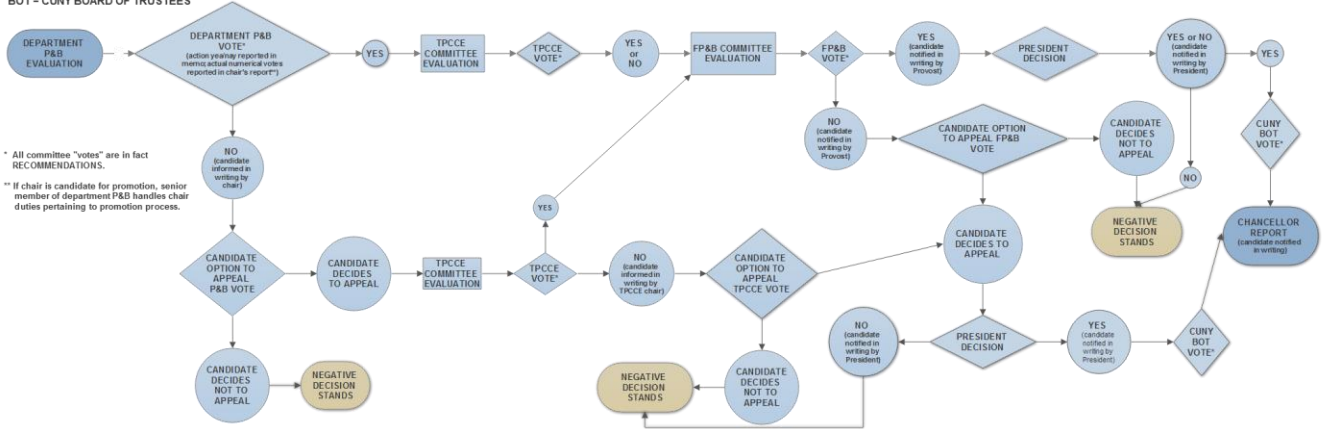 BOT – CUNY BOARD OF TRUSTEES
DEPARTMENT
P&B
EVALUATION
DEPARTMENT P&B
VOTE*
(action yea/nay reported in
memo; actual numerical votes
reported in chair's report**)
YES
TPCCE
COMMITTEE
EVALUATION
TPCCE
VOTE*
YES
or
NO
FP&B COMMITTEE
EVALUATION
FP&B
VOTE*
YES
(candidate
notified in
writing by
Provost)
PRESIDENT
DECISION
YES or NO
(candidate
notified in
writing by
President)
YES
NO
(candidate
informed in
writing by
chair)
* All committee "votes" are in fact
RECOMMENDATIONS.
** If chair is candidate for promotion, senior
member of department P&B handles chair
duties pertaining to promotion process.
NO
(candidate
notified in
writing by
Provost)
CANDIDATE OPTION
TO APPEAL FP&B
VOTE
CANDIDATE
DECIDES
NOT TO
APPEAL
NO
CUNY
BOT
VOTE*
YES
NEGATIVE
DECISION
STANDS
CHANCELLOR
REPORT
(candidate notified
in writing)
CANDIDATE
OPTION TO
APPEAL
P&B VOTE
CANDIDATE
DECIDES
TO APPEAL
TPCCE
COMMITTEE
EVALUATION
TPCCE
VOTE*
NO
(candidate
informed in
writing by
TPCCE chair)
CANDIDATE
OPTION TO
APPEAL
TPCCE VOTE
CANDIDATE
DECIDES TO
APPEAL
NO
(candidate
notified in
writing by
President)
PRESIDENT
DECISION
YES
(candidate
notified in
writing by
President)
CUNY
BOT
VOTE*
CANDIDATE
DECIDES
NOT TO
APPEAL
NEGATIVE
DECISION
STANDS
NEGATIVE
DECISION
STANDS
CANDIDATE
DECIDES
NOT TO
APPEAL